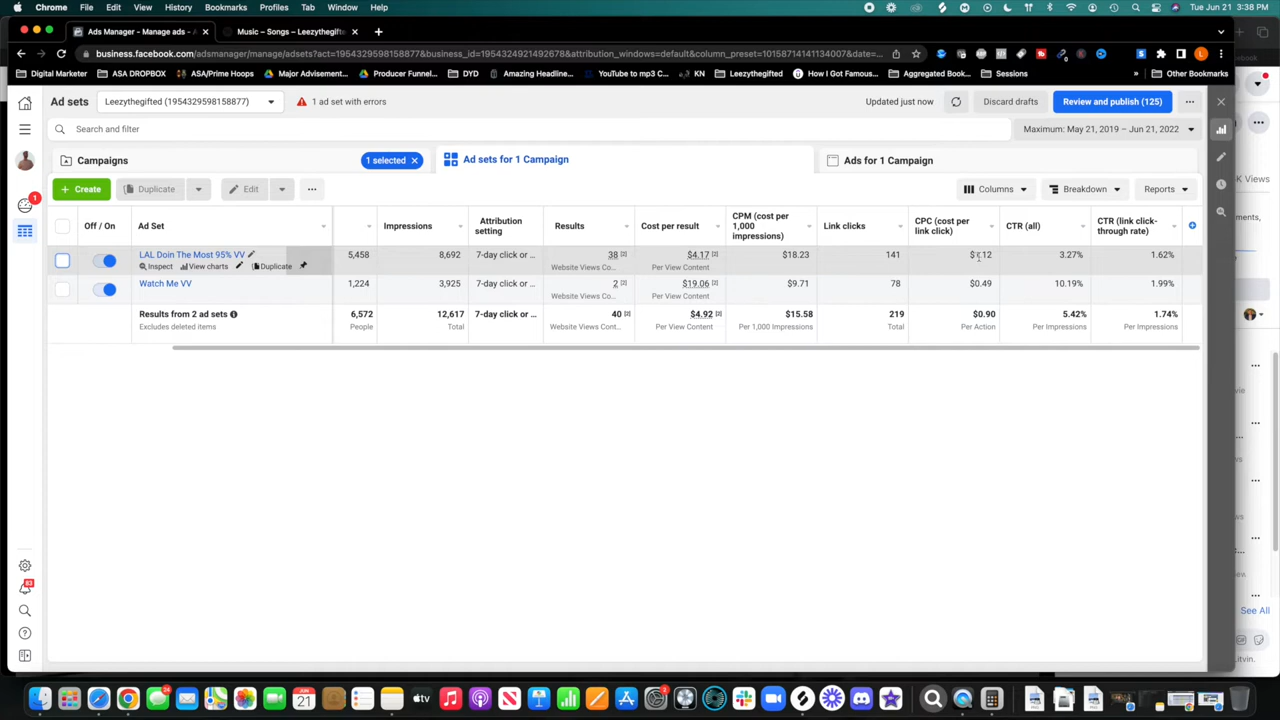 Chrome File Edit View History Bookmarks Profiles Tab Window Help Tue Jun 21 3:38 PM
Ads Manager - Manage ads - A Music – Songs – Leezythegifted
business.facebook.com/adsmanager/manage/adsets?act=1954329598158877&business_id=1954324921492678&attribution_windows=default&column_preset=10158714141134007&date=...
Digital Marketer ASA DROPBOX ASA/Prime Hoops Major Advisement... Producer Funnel... DYD Amazing Headline... YouTube to mp3 C... KN Leezythegifted How I Got Famous... Aggregated Book... Sessions » Other Bookmarks
Ad sets Leezythegifted (1954329598158877) 1 ad set with errors Updated just now Discard drafts Review and publish (125)
Search and filter Maximum: May 21, 2019 – Jun 21, 2022
Campaigns 1 selected Ad sets for 1 Campaign Ads for 1 Campaign
K Views
+ Create Duplicate Edit Columns Breakdown Reports
Off / On Ad Set Impressions Attribution setting Results Cost per result CPM (cost per 1,000 impressions) Link clicks CPC (cost per link click) CTR (all) CTR (link click-through rate)
LAL Doin The Most 95% VV 5,458 8,692 7-day click or ... 38 [2] $4.17 [2] $18.23 141 $1.12 3.27% 1.62%
Inspect View charts Duplicate Website Views Co... Per View Content
Watch Me VV 1,224 3,925 7-day click or ... 2 [2] $19.06 [2] $9.71 78 $0.49 10.19% 1.99%
Website Views Co... Per View Content
Results from 2 ad sets 6,572 12,617 7-day click or ... 40 [2] $4.92 [2] $15.58 219 $0.90 5.42% 1.74%
Excludes deleted items People Total Website Views Cont... Per View Content Per 1,000 Impressions Total Per Action Per Impressions Per Impressions
See All
83